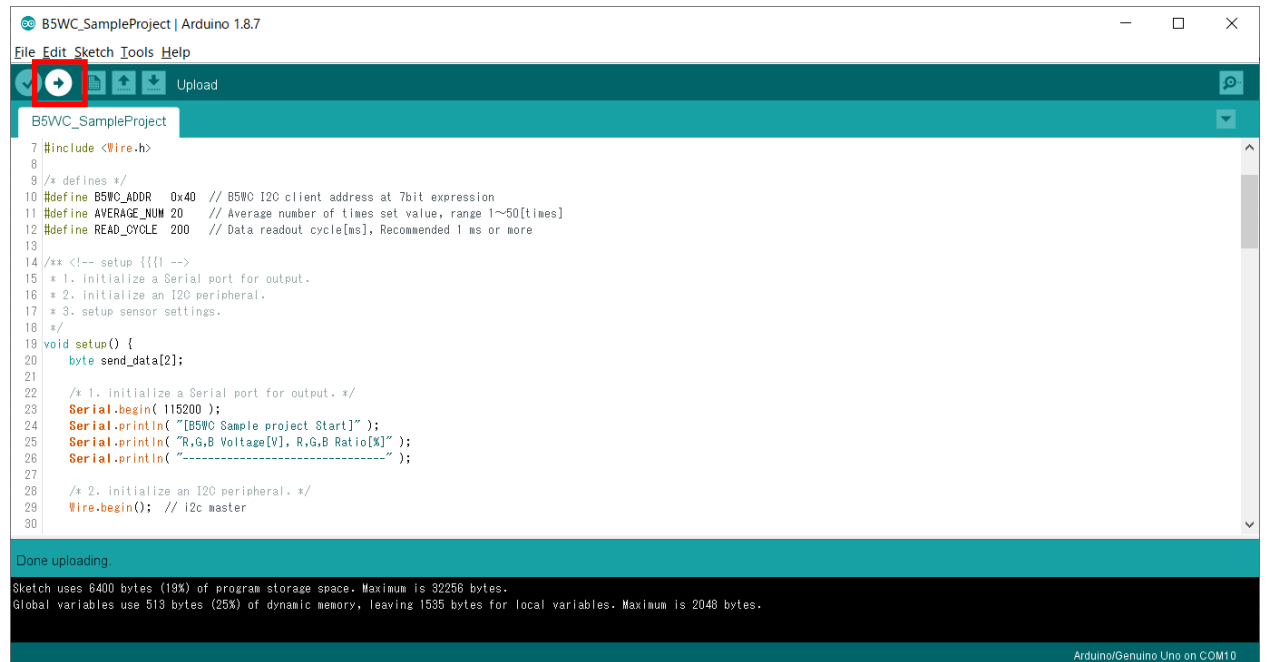 B5WC_SampleProject | Arduino 1.8.7
File Edit Sketch Tools Help
Upload
B5WC_SampleProject
7 #include <Wire.h>
8
9 /* defines */
10 #define B5WC_ADDR   0x40  // B5WC I2C client address at 7bit expression
11 #define AVERAGE_NUM 20    // Average number of times set value, range 1～50[times]
12 #define READ_CYCLE  200   // Data readout cycle[ms], Recommended 1 ms or more
13
14 /** <!-- setup {{{1 -->
15  * 1. initialize a Serial port for output.
16  * 2. initialize an I2C peripheral.
17  * 3. setup sensor settings.
18  */
19 void setup() {
20     byte send_data[2];
21
22     /* 1. initialize a Serial port for output. */
23     Serial.begin( 115200 );
24     Serial.println( "[B5WC Sample project Start]" );
25     Serial.println( "R,G,B Voltage[V], R,G,B Ratio[%]" );
26     Serial.println( "--------------------------------" );
27
28     /* 2. initialize an I2C peripheral. */
29     Wire.begin();  // i2c master
30
Done uploading.
Sketch uses 6400 bytes (19%) of program storage space. Maximum is 32256 bytes.
Global variables use 513 bytes (25%) of dynamic memory, leaving 1535 bytes for local variables. Maximum is 2048 bytes.
Arduino/Genuino Uno on COM10